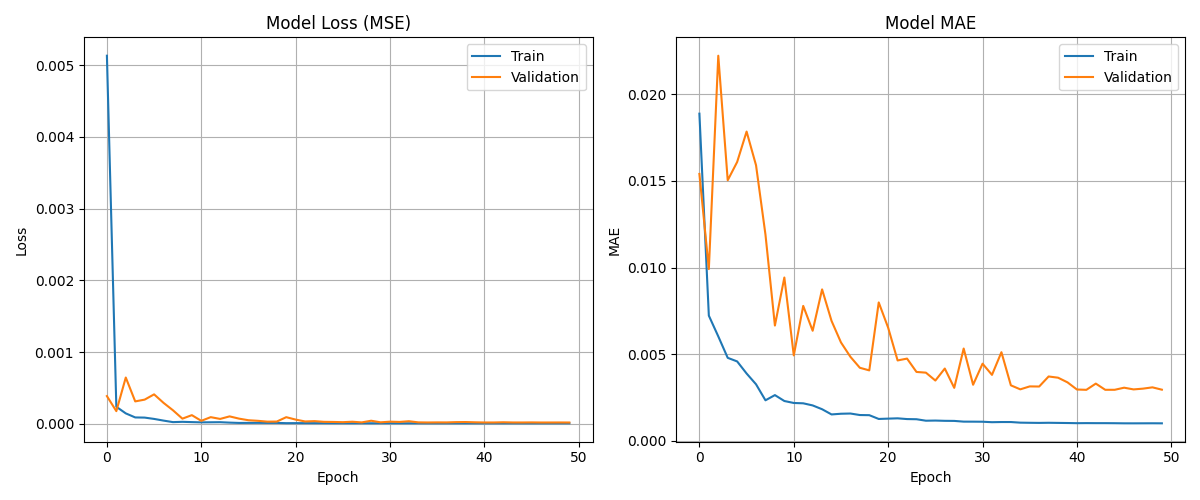 Model Loss (MSE)
Train
Validation
0.005
0.004
0.003
0.002
0.001
0.000
Loss
0 10 20 30 40 50
Epoch
Model MAE
Train
Validation
0.020
0.015
0.010
0.005
0.000
MAE
0 10 20 30 40 50
Epoch